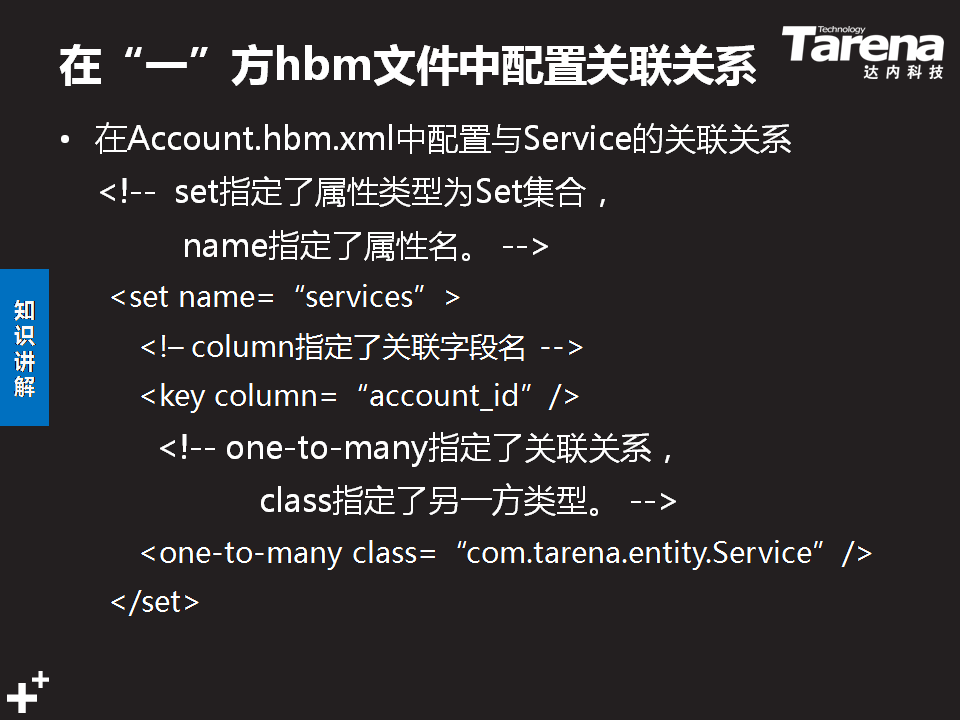 在“一”方hbm文件中配置关联关系
Technology
Tarena
达内科技
• 在Account.hbm.xml中配置与Service的关联关系
<!-- set指定了属性类型为Set集合，
name指定了属性名。 -->
<set name=“services”>
<!– column指定了关联字段名 -->
<key column=“account_id”/>
<!-- one-to-many指定了关联关系，
class指定了另一方类型。 -->
<one-to-many class=“com.tarena.entity.Service”/>
</set>
知识讲解